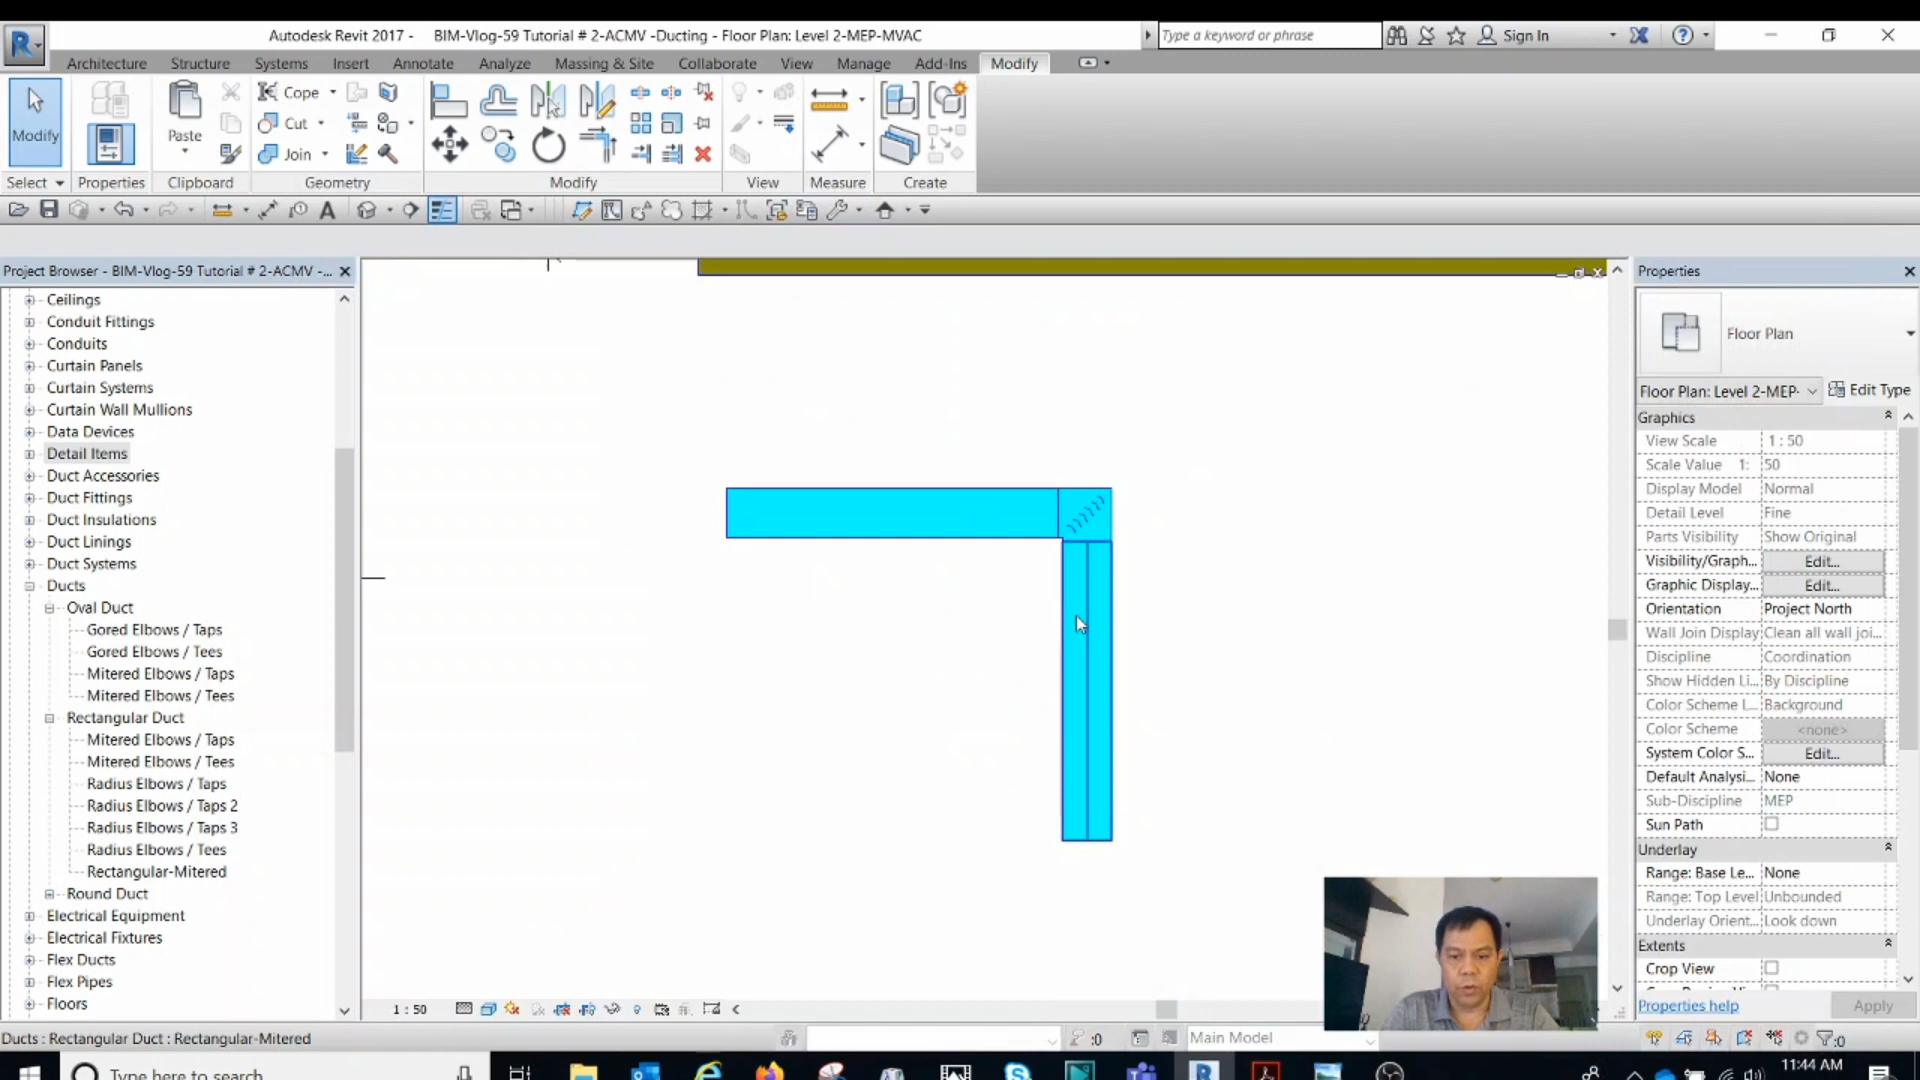 Autodesk Revit 2017 - BIM-Vlog-59 Tutorial # 2-ACMV -Ducting - Floor Plan: Level 2-MEP-MVAC
Type a keyword or phrase
Sign In
Architecture Structure Systems Insert Annotate Analyze Massing & Site Collaborate View Manage Add-Ins Modify
Modify
Paste
Cope
Cut
Join
Select Properties Clipboard Geometry Modify View Measure Create
Project Browser - BIM-Vlog-59 Tutorial # 2-ACMV -...
Ceilings
Conduit Fittings
Conduits
Curtain Panels
Curtain Systems
Curtain Wall Mullions
Data Devices
Detail Items
Duct Accessories
Duct Fittings
Duct Insulations
Duct Linings
Duct Systems
Ducts
Oval Duct
Gored Elbows / Taps
Gored Elbows / Tees
Mitered Elbows / Taps
Mitered Elbows / Tees
Rectangular Duct
Mitered Elbows / Taps
Mitered Elbows / Tees
Radius Elbows / Taps
Radius Elbows / Taps 2
Radius Elbows / Taps 3
Radius Elbows / Tees
Rectangular-Mitered
Round Duct
Electrical Equipment
Electrical Fixtures
Flex Ducts
Flex Pipes
Floors
Properties
Floor Plan
Floor Plan: Level 2-MEP- Edit Type
Graphics
View Scale 1 : 50
Scale Value 1: 50
Display Model Normal
Detail Level Fine
Parts Visibility Show Original
Visibility/Graph... Edit...
Graphic Display... Edit...
Orientation Project North
Wall Join Display Clean all wall joi...
Discipline Coordination
Show Hidden Li... By Discipline
Color Scheme L... Background
Color Scheme <none>
System Color S... Edit...
Default Analysi... None
Sub-Discipline MEP
Sun Path
Underlay
Range: Base Le... None
Range: Top Level Unbounded
Underlay Orient... Look down
Extents
Crop View
Properties help Apply
1 : 50
Ducts : Rectangular Duct : Rectangular-Mitered
:0 Main Model :0
Type here to search
11:44 AM